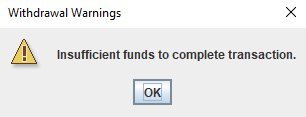 Withdrawal Warnings
Insufficient funds to complete transaction.
OK